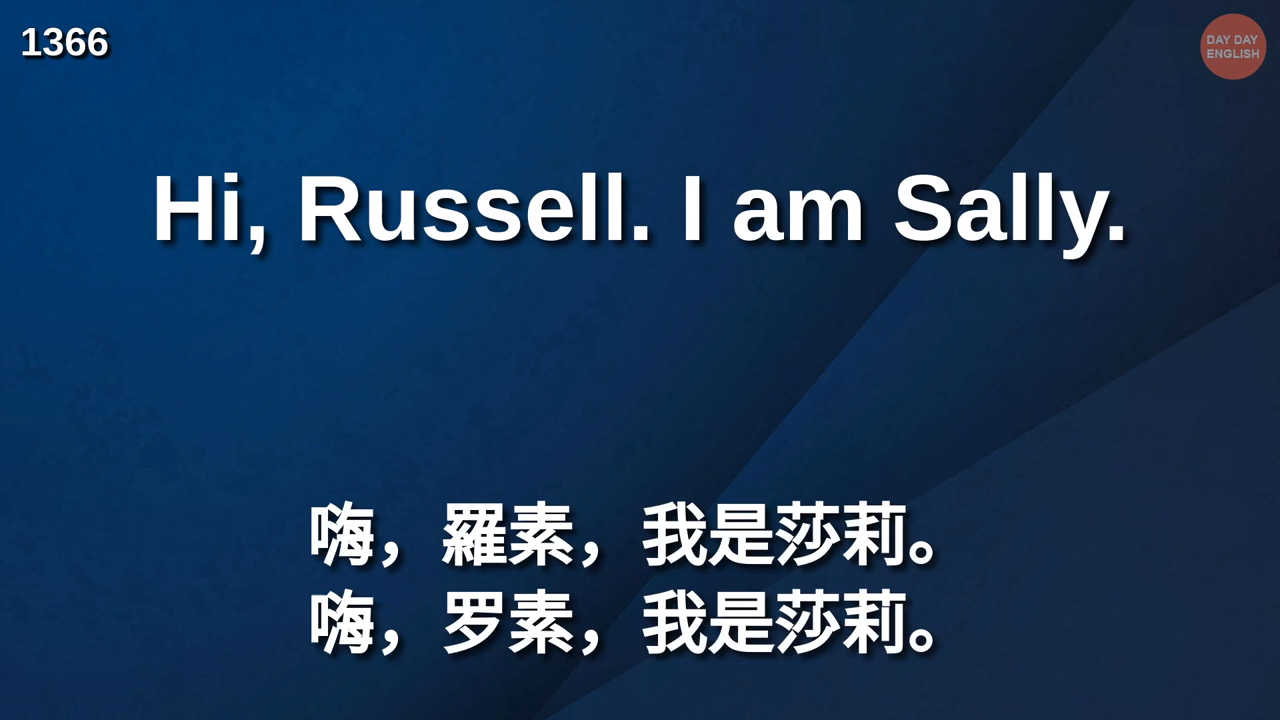 1366
DAY DAY
ENGLISH
Hi, Russell. I am Sally.
嗨，羅素，我是莎莉。
嗨，罗素，我是莎莉。